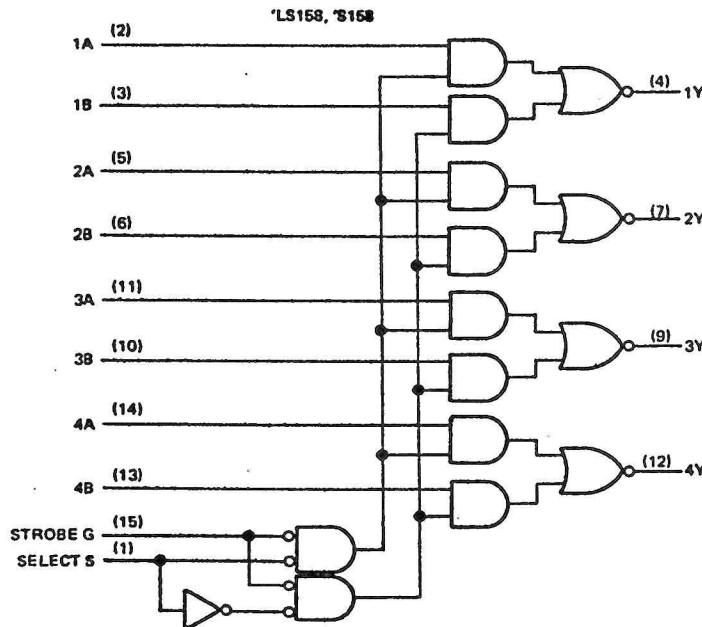 'LS158, 'S158
1A (2)
1B (3)
(4) 1Y
2A (5)
2B (6)
(7) 2Y
3A (11)
3B (10)
(9) 3Y
4A (14)
4B (13)
(12) 4Y
STROBE G (15)
SELECT S (1)